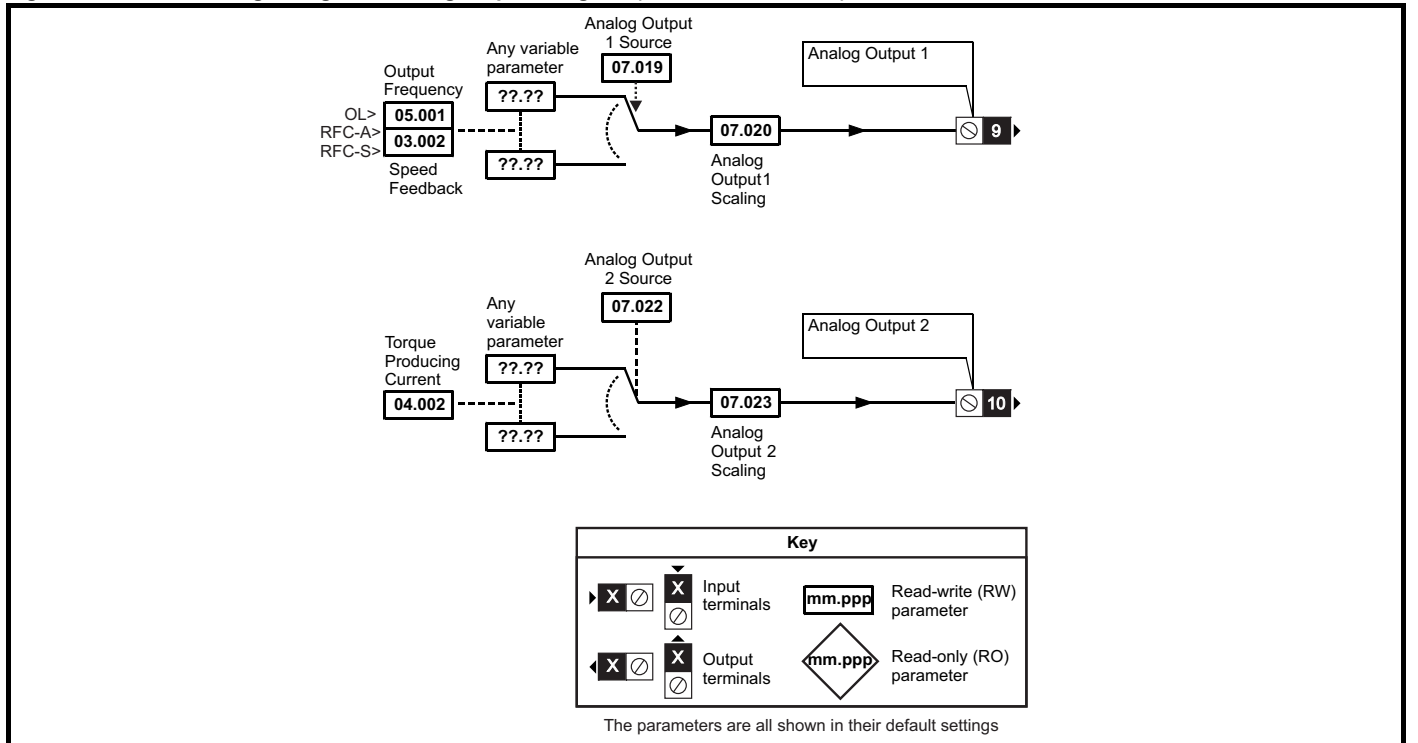 Analog Output
1 Source
07.019
Any variable
parameter
??.??
??.??
Output
Frequency
OL> 05.001
RFC-A>
RFC-S> 03.002
Speed
Feedback
07.020
Analog
Output1
Scaling
Analog Output 1
9
Analog Output
2 Source
07.022
Any
variable
parameter
??.??
??.??
Torque
Producing
Current
04.002
07.023
Analog
Output 2
Scaling
Analog Output 2
10
Key
X X Input
terminals
mm.ppp Read-write (RW)
parameter
X X Output
terminals
mm.ppp Read-only (RO)
parameter
The parameters are all shown in their default settings